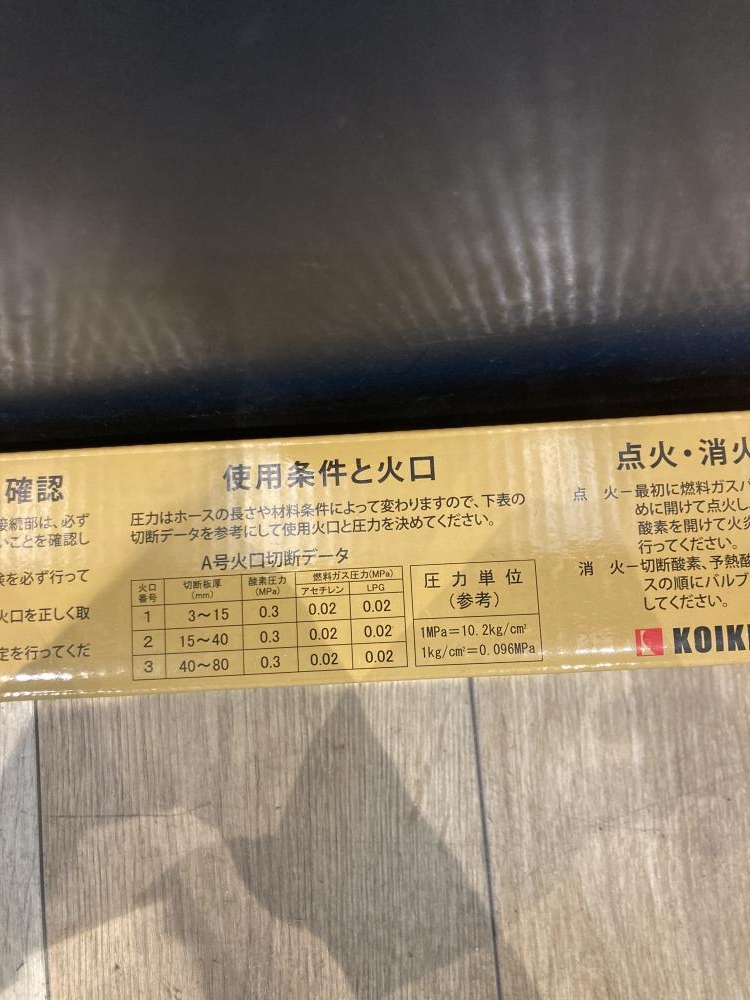 確認
接続部は、必ず
いことを確認し
を必ず行って
火口を正しく取
定を行ってくだ
使用条件と火口
圧力はホースの長さや材料条件によって変わりますので、下表の
切断データを参考にして使用火口と圧力を決めてください。
A号火口切断データ
火口番号 切断板厚(mm) 酸素圧力(MPa) 燃料ガス圧力(MPa)
アセチレン LPG
1 3～15 0.3 0.02 0.02
2 15～40 0.3 0.02 0.02
3 40～80 0.3 0.02 0.02
圧力単位
(参考)
1MPa=10.2kg/cm²
1kg/cm²=0.096MPa
点火・消火
点 火－最初に燃料ガスバ
めに開けて点火し
酸素を開けて火炎
行ってください。
消 火－切断酸素、予熱酸
スの順にバルブ
してください。
KOIK